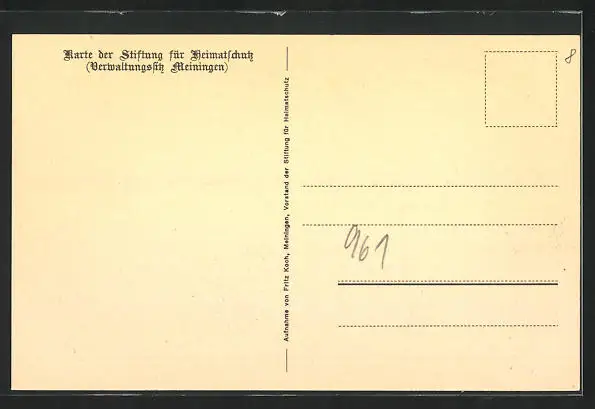 Karte der Stiftung für Heimatschutz
(Verwaltungssitz Meiningen)
Aufnahme von Fritz Koch, Meiningen, Vorstand der Stiftung für Heimatschutz
8
961